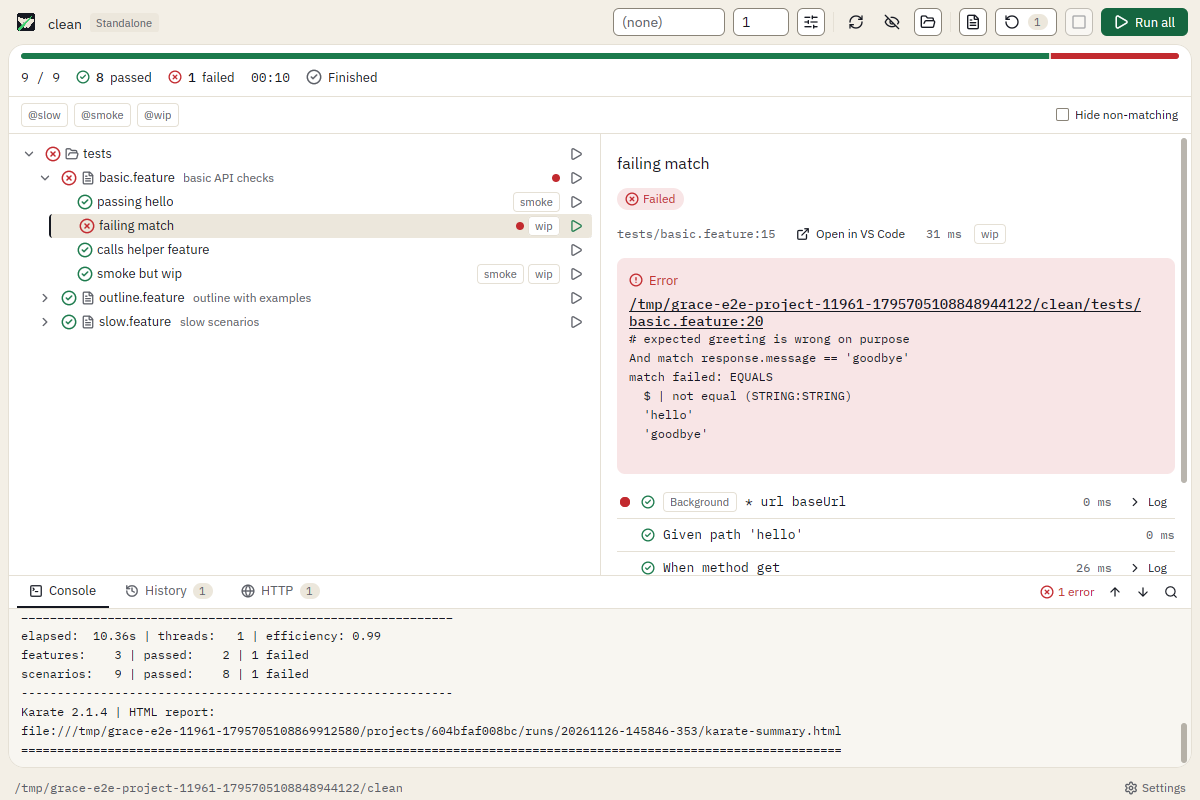 clean Standalone (none) 1 1 Run all
9 / 9 8 passed 1 failed 00:10 Finished
@slow @smoke @wip Hide non-matching
tests
basic.feature basic API checks
passing hello smoke
failing match wip
calls helper feature
smoke but wip smoke wip
outline.feature outline with examples
slow.feature slow scenarios
failing match
Failed
tests/basic.feature:15 Open in VS Code 31 ms wip
Error
/tmp/grace-e2e-project-11961-1795705108848944122/clean/tests/
basic.feature:20
# expected greeting is wrong on purpose
And match response.message == 'goodbye'
match failed: EQUALS
$ | not equal (STRING:STRING)
'hello'
'goodbye'
Background * url baseUrl 0 ms Log
Given path 'hello' 0 ms
When method get 26 ms Log
Console History 1 HTTP 1 1 error
------------------------------------------------------------
elapsed: 10.36s | threads: 1 | efficiency: 0.99
features: 3 | passed: 2 | 1 failed
scenarios: 9 | passed: 8 | 1 failed
------------------------------------------------------------
Karate 2.1.4 | HTML report:
file:///tmp/grace-e2e-11961-1795705108869912580/projects/604bfaf008bc/runs/20261126-145846-353/karate-summary.html
==================================================================================================================
/tmp/grace-e2e-project-11961-1795705108848944122/clean Settings